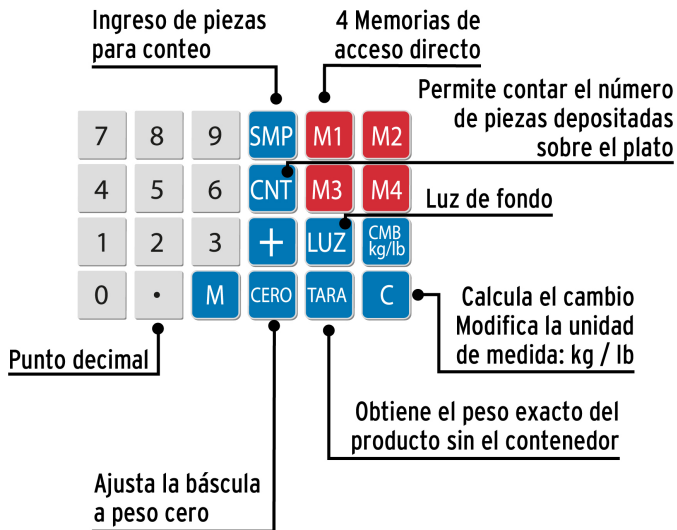 Ingreso de piezas
para conteo
4 Memorias de
acceso directo
Permite contar el número
de piezas depositadas
sobre el plato
7 8 9 SMP M1 M2
4 5 6 CNT M3 M4
Luz de fondo
1 2 3 + LUZ CMB
kg/lb
0 . M CERO TARA C
Calcula el cambio
Modifica la unidad
de medida: kg / lb
Punto decimal
Obtiene el peso exacto del
producto sin el contenedor
Ajusta la báscula
a peso cero